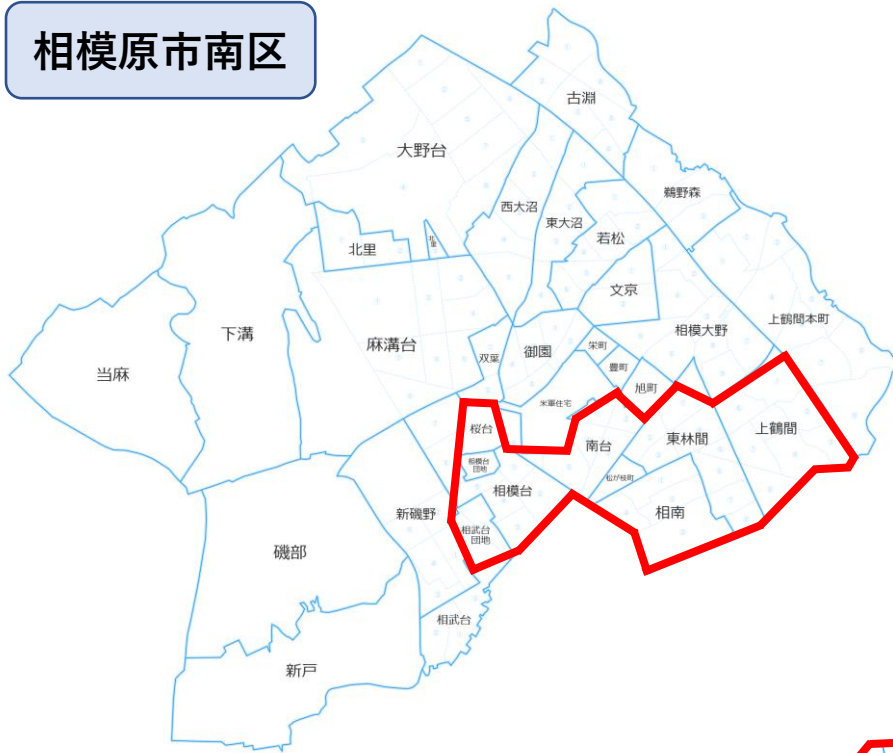 相模原市南区
古淵
大野台
鵜野森
西大沼
東大沼
若松
北里
北里
文京
上鶴間本町
相模大野
下溝
麻溝台
双葉
御園
栄町
豊町
当麻
旭町
米軍住宅
桜台
南台
東林間
上鶴間
相模台
団地
松が枝町
相模台
新磯野
相南
相武台
団地
磯部
相武台
新戸